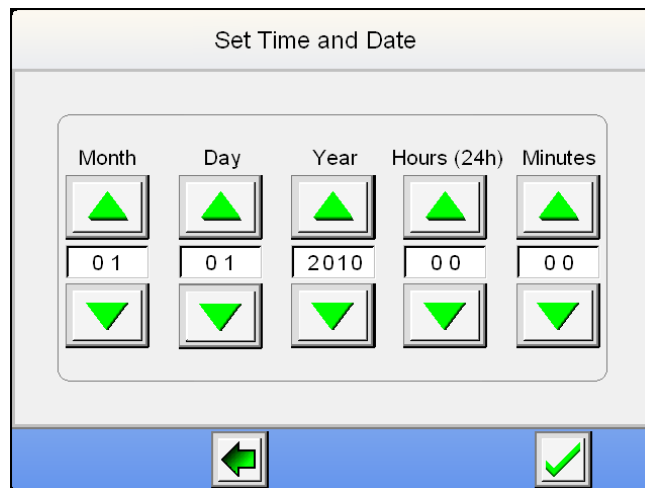 Set Time and Date
Month Day Year Hours (24h) Minutes
01 01 2010 00 00